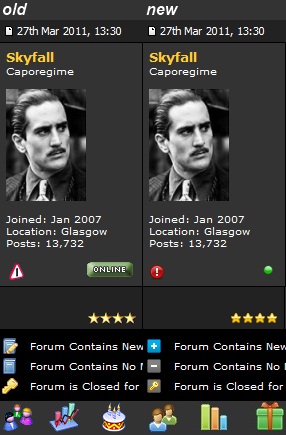 old
new
27th Mar 2011, 13:30
27th Mar 2011, 13:30
Skyfall
Caporegime
Skyfall
Caporegime
Joined: Jan 2007
Location: Glasgow
Posts: 13,732
Joined: Jan 2007
Location: Glasgow
Posts: 13,732
ONLINE
Forum Contains New
Forum Contains New
Forum Contains No
Forum Contains No
Forum is Closed for
Forum is Closed for